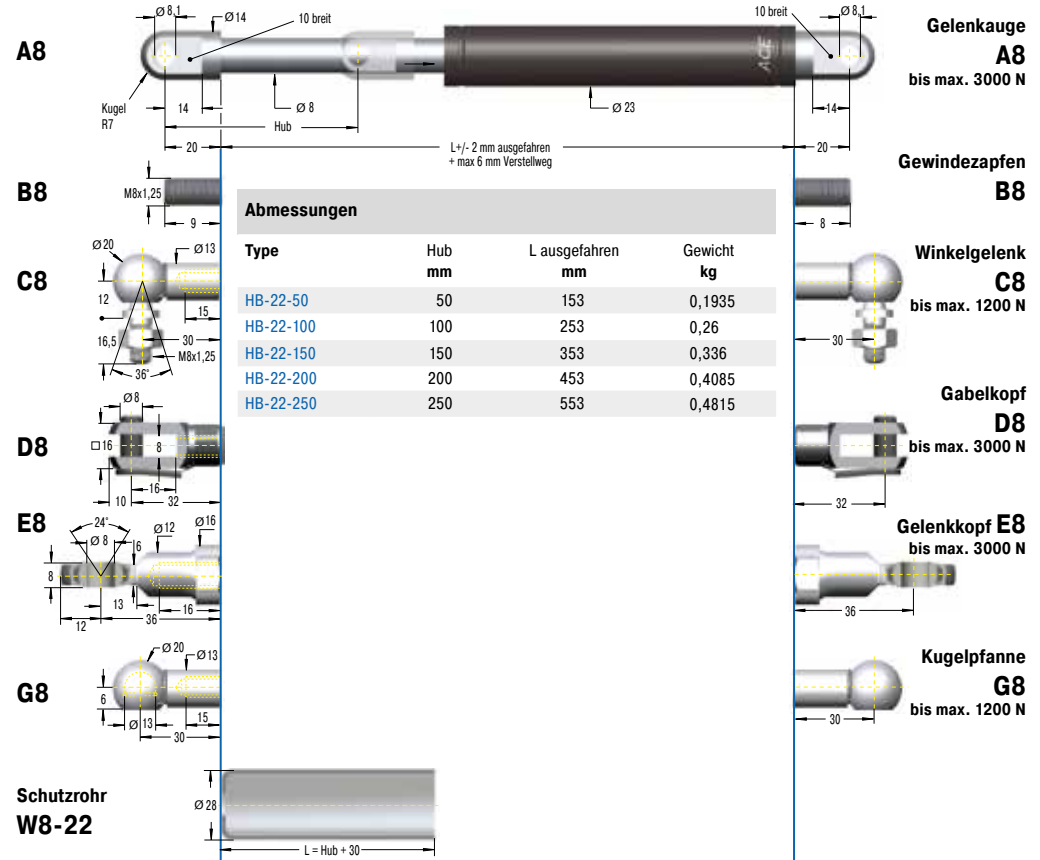 Ø 8,1
Ø 14
10 breit
10 breit
Ø 8,1
Gelenkauge
A8
A8
bis max. 3000 N
ACE
Kugel
R7
14
Ø 8
Ø 23
14
Hub
20
L+/- 2 mm ausgefahren
+ max 6 mm Verstellweg
20
Gewindezapfen
B8
M8x1,25
B8
9
8
Abmessungen
Type Hub L ausgefahren Gewicht
mm mm kg
HB-22-50 50 153 0,1935
HB-22-100 100 253 0,26
HB-22-150 150 353 0,336
HB-22-200 200 453 0,4085
HB-22-250 250 553 0,4815
Ø 20
Ø 13
Winkelgelenk
C8
C8
12
bis max. 1200 N
15
16,5
30
30
M8x1,25
36°
Ø 8
Gabelkopf
D8
D8
□ 16
8
bis max. 3000 N
16
10
32
32
E8
24°
Ø 12
Ø 16
Gelenkkopf E8
Ø 8
6
bis max. 3000 N
8
13
16
12
36
36
Ø 20
Ø 13
Kugelpfanne
G8
G8
6
bis max. 1200 N
Ø 13
15
30
30
Schutzrohr
W8-22
Ø 28
L = Hub + 30